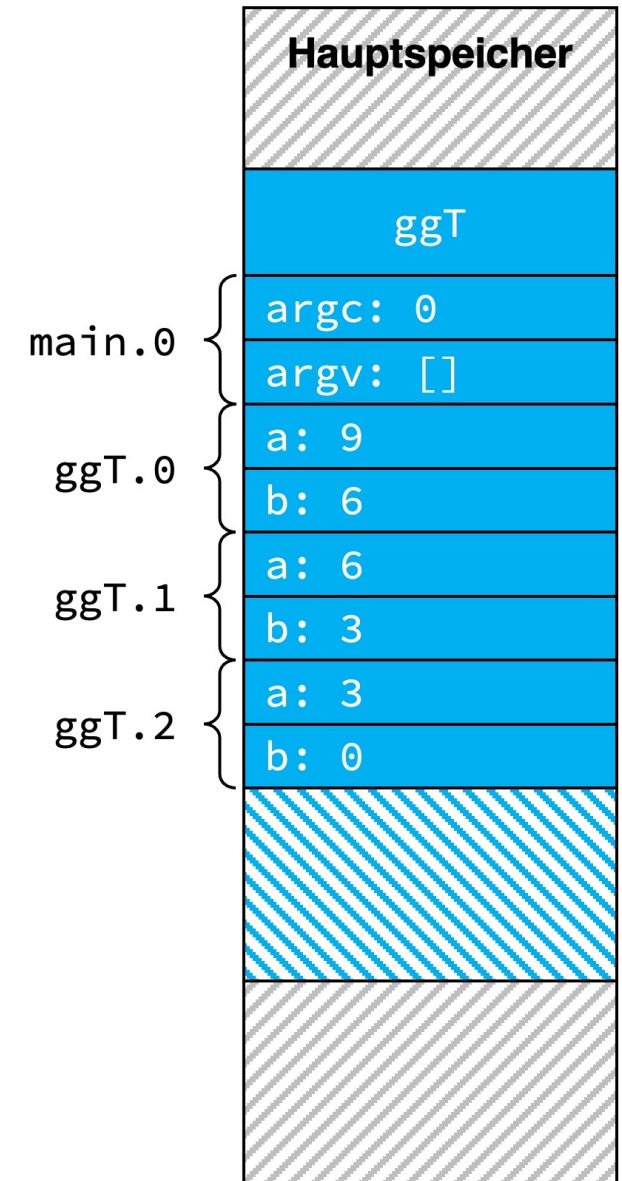 Hauptspeicher
ggT
main.0
argc: 0
argv: []
ggT.0
a: 9
b: 6
ggT.1
a: 6
b: 3
ggT.2
a: 3
b: 0